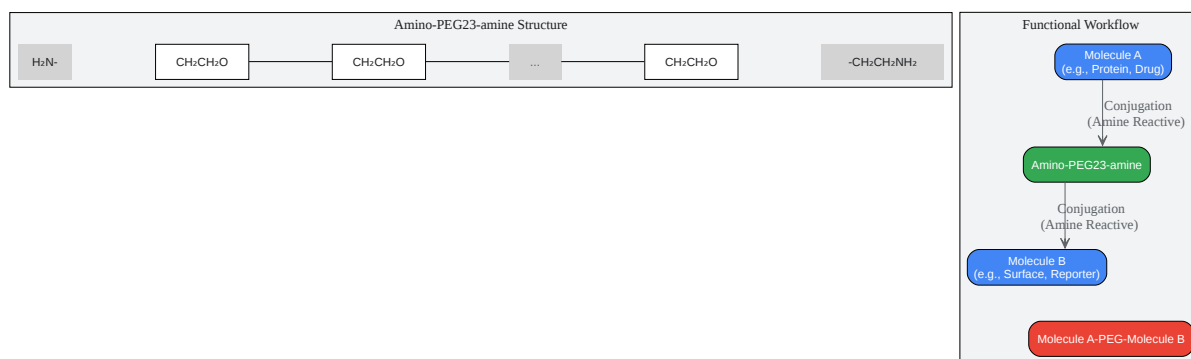 Amino-PEG23-amine Structure
H₂N-
CH₂CH₂O
CH₂CH₂O
...
CH₂CH₂O
-CH₂CH₂NH₂
Functional Workflow
Molecule A
(e.g., Protein, Drug)
Conjugation
(Amine Reactive)
Amino-PEG23-amine
Conjugation
(Amine Reactive)
Molecule B
(e.g., Surface, Reporter)
Molecule A-PEG-Molecule B